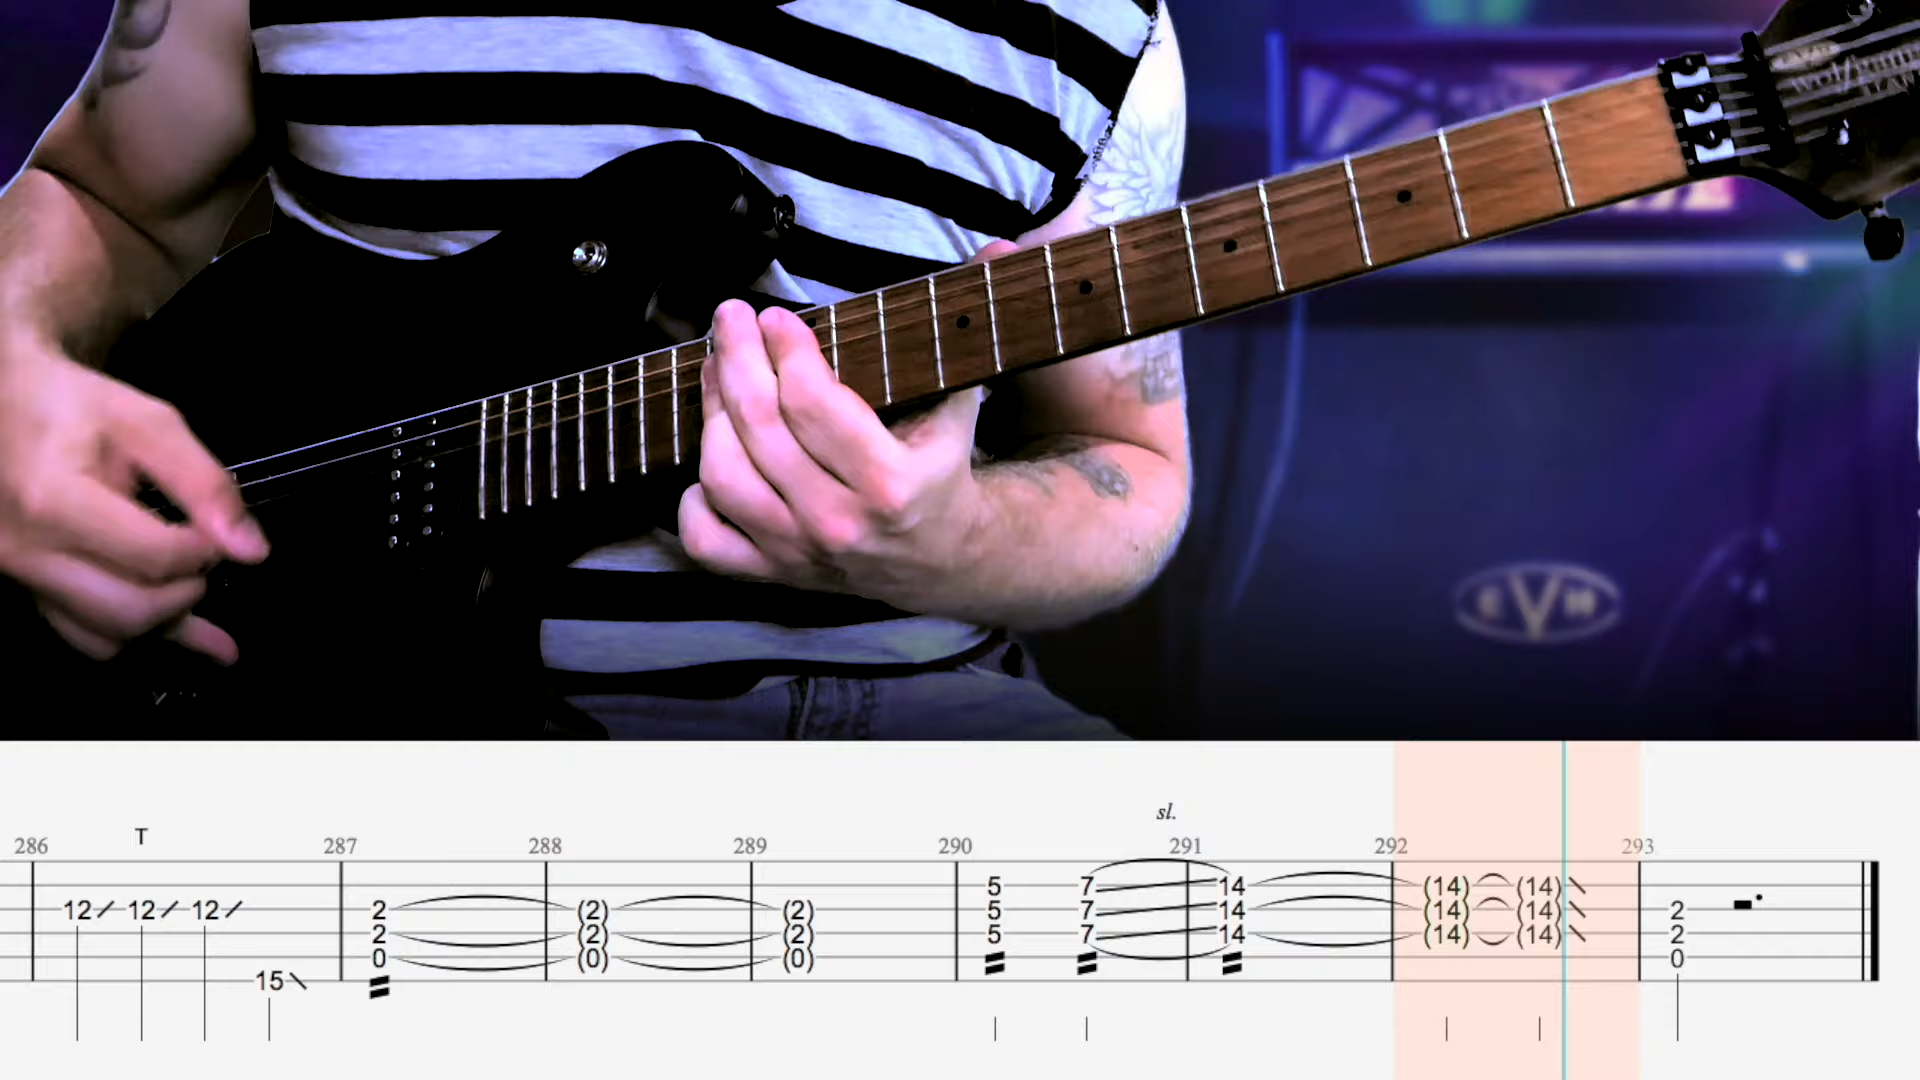 wolfgang
EVH
sl.
T
286 287 288 289 290 291 292 293
5 7 14 (14) (14)
12 12 12 2 (2) (2) 5 7 14 (14) (14) 2
2 (2) (2) 5 7 14 (14) (14) 2
0 (0) (0) 0
15